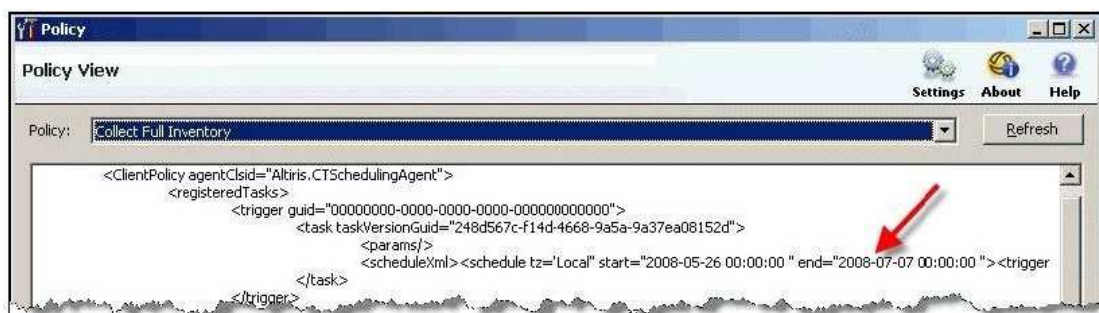 Policy
Policy View
Settings About Help
Policy: Collect Full Inventory Refresh
<ClientPolicy agentClsid="Altiris.CTSchedulingAgent">
<registeredTasks>
<trigger guid="00000000-0000-0000-0000-000000000000">
<task taskVersionGuid="248d567c-f14d-4668-9a5a-9a37ea08152d">
<params/>
<scheduleXml><schedule tz='Local" start="2008-05-26 00:00:00 " end="2008-07-07 00:00:00 "><trigger
</task>
</trigger>